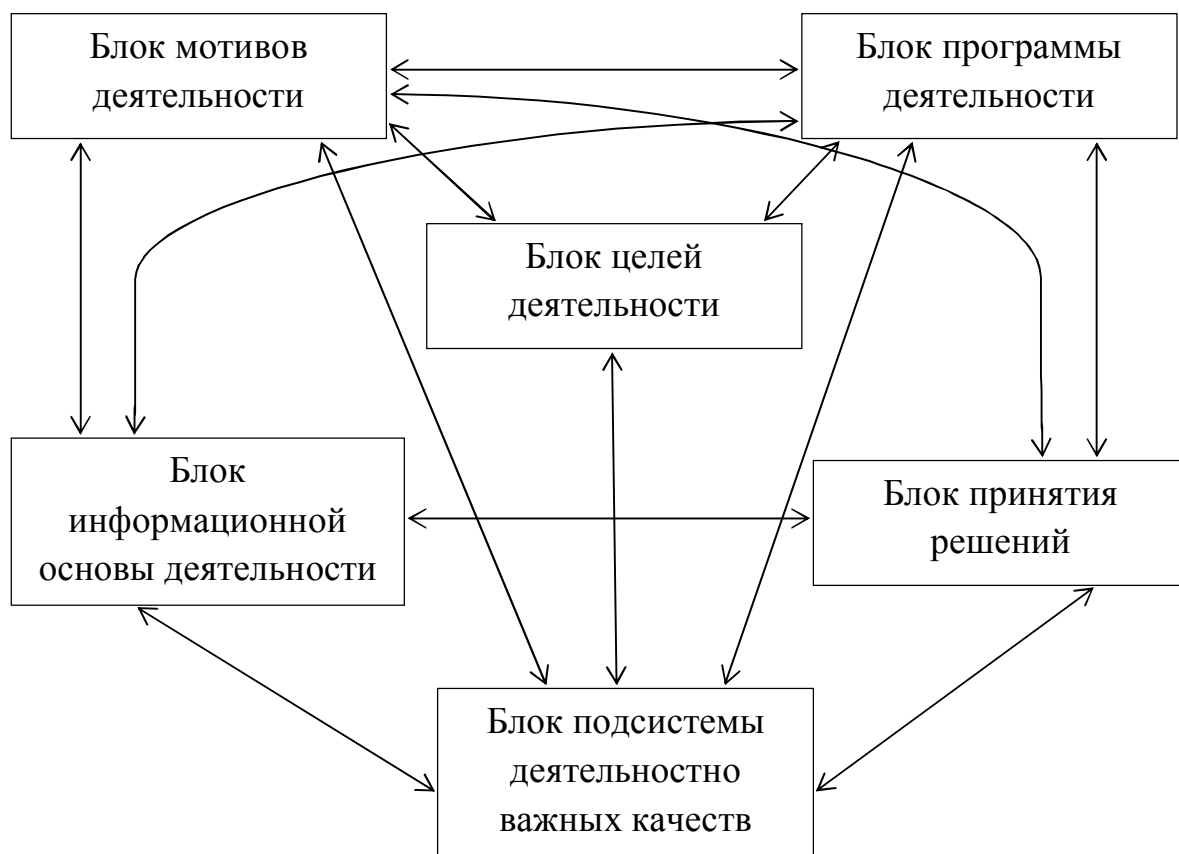 Блок мотивов
деятельности
Блок программы
деятельности
Блок целей
деятельности
Блок
информационной
основы деятельности
Блок принятия
решений
Блок подсистемы
деятельностно
важных качеств